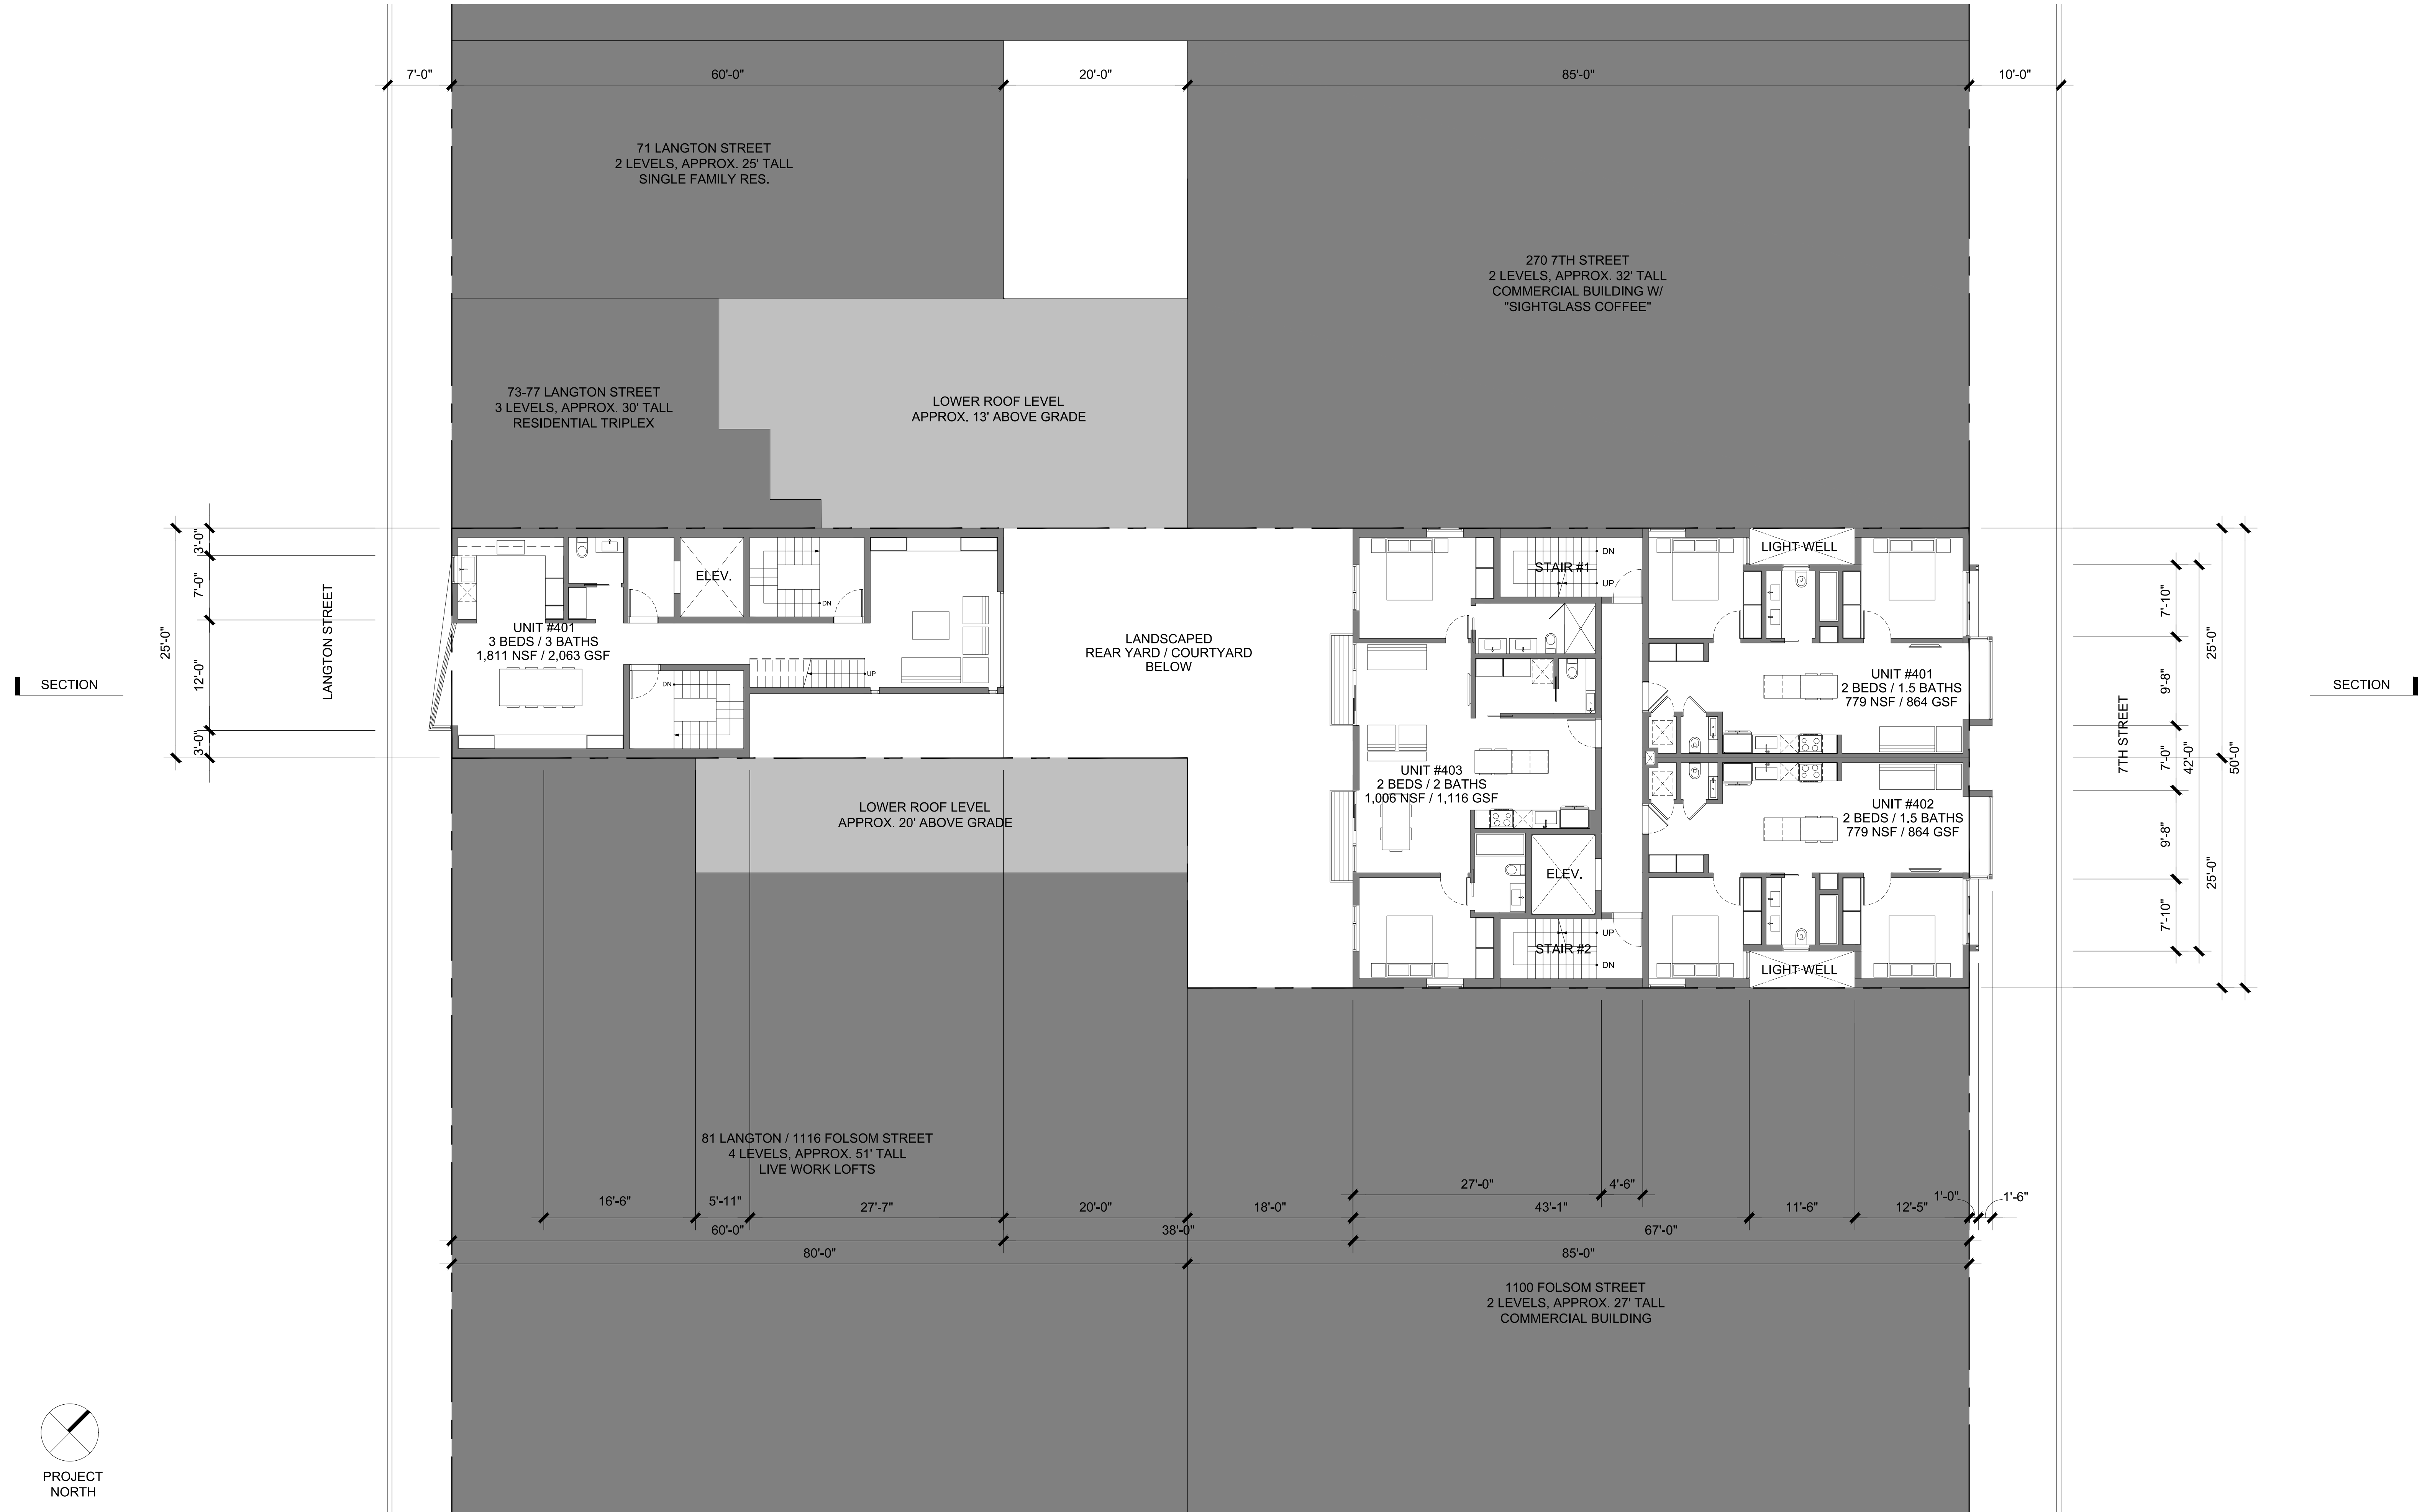 7'-0"
60'-0"
20'-0"
85'-0"
10'-0"
71 LANGTON STREET
2 LEVELS, APPROX. 25' TALL
SINGLE FAMILY RES.
270 7TH STREET
2 LEVELS, APPROX. 32' TALL
COMMERCIAL BUILDING W/
"SIGHTGLASS COFFEE"
73-77 LANGTON STREET
3 LEVELS, APPROX. 30' TALL
RESIDENTIAL TRIPLEX
LOWER ROOF LEVEL
APPROX. 13' ABOVE GRADE
25'-0"
3'-0"
7'-0"
12'-0"
3'-0"
LANGTON STREET
SECTION
ELEV.
DN
UNIT #401
3 BEDS / 3 BATHS
1,811 NSF / 2,063 GSF
UP
DN
LANDSCAPED
REAR YARD / COURTYARD
BELOW
STAIR #1
DN
UP
LIGHT WELL
UNIT #401
2 BEDS / 1.5 BATHS
779 NSF / 864 GSF
UNIT #403
2 BEDS / 2 BATHS
1,006 NSF / 1,116 GSF
X
UNIT #402
2 BEDS / 1.5 BATHS
779 NSF / 864 GSF
ELEV.
STAIR #2
UP
DN
LIGHT WELL
7TH STREET
7'-10"
9'-8"
7'-0"
9'-8"
7'-10"
42'-0"
25'-0"
25'-0"
50'-0"
SECTION
LOWER ROOF LEVEL
APPROX. 20' ABOVE GRADE
81 LANGTON / 1116 FOLSOM STREET
4 LEVELS, APPROX. 51' TALL
LIVE WORK LOFTS
27'-0"
4'-6"
16'-6"
5'-11"
27'-7"
20'-0"
18'-0"
43'-1"
11'-6"
12'-5"
1'-0"
1'-6"
60'-0"
38'-0"
67'-0"
80'-0"
85'-0"
1100 FOLSOM STREET
2 LEVELS, APPROX. 27' TALL
COMMERCIAL BUILDING
PROJECT
NORTH